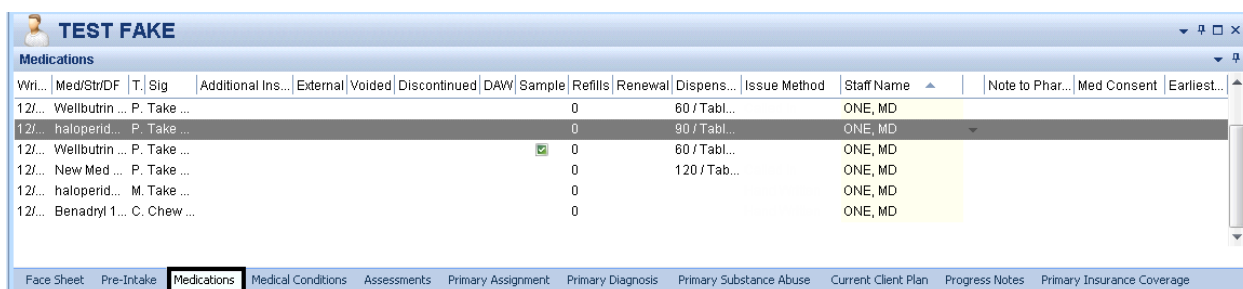 TEST FAKE
Medications
Wri... Med/Str/DF T. Sig Additional Ins... External Voided Discontinued DAW Sample Refills Renewal Dispens... Issue Method Staff Name Note to Phar... Med Consent Earliest...
12/... Wellbutrin ... P. Take ... 0 60 / Tabl... ONE, MD
12/... haloperid... P. Take ... 0 90 / Tabl... ONE, MD
12/... Wellbutrin ... P. Take ... 0 60 / Tabl... ONE, MD
12/... New Med ... P. Take ... 0 120 / Tab... ONE, MD
12/... haloperid... M. Take ... 0 ONE, MD
12/... Benadryl 1... C. Chew ... 0 ONE, MD
Face Sheet Pre-Intake Medications Medical Conditions Assessments Primary Assignment Primary Diagnosis Primary Substance Abuse Current Client Plan Progress Notes Primary Insurance Coverage